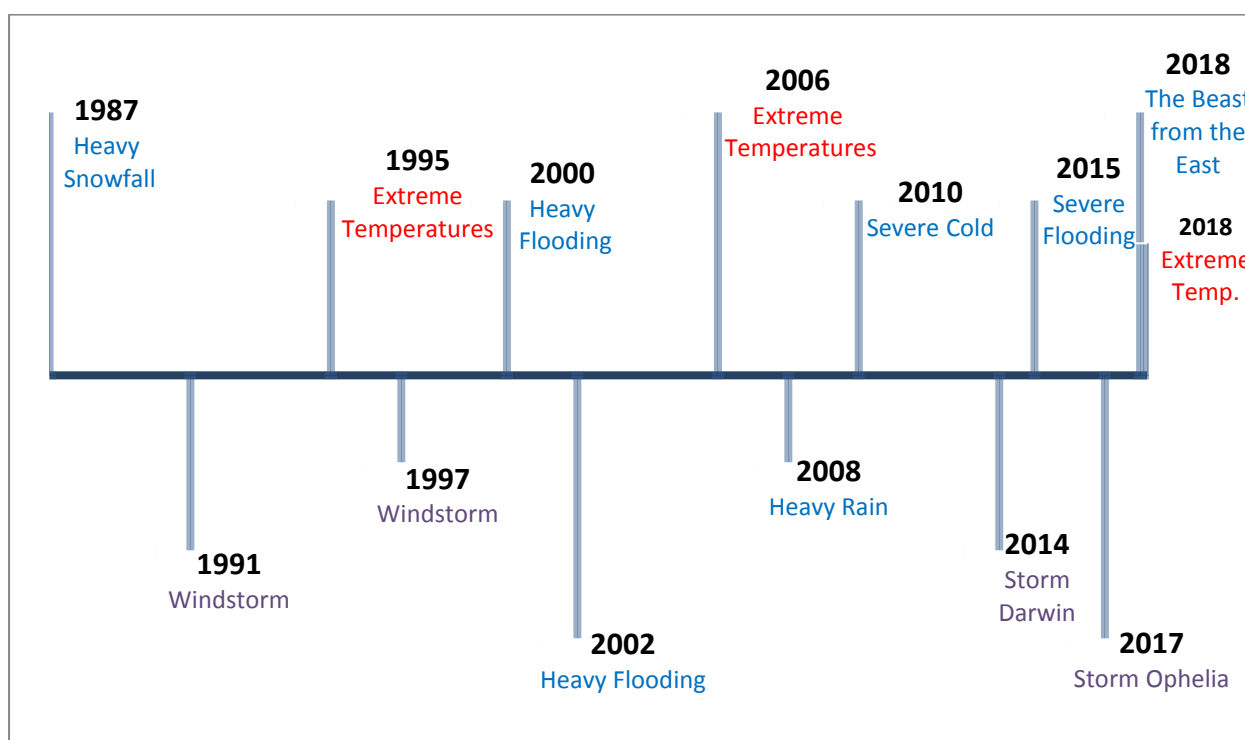 1987
Heavy
Snowfall
1991
Windstorm
1995
Extreme
Temperatures
1997
Windstorm
2000
Heavy
Flooding
2002
Heavy Flooding
2006
Extreme
Temperatures
2008
Heavy Rain
2010
Severe Cold
2014
Storm
Darwin
2015
Severe
Flooding
2017
Storm Ophelia
2018
The Beast
from the
East
2018
Extreme
Temp.